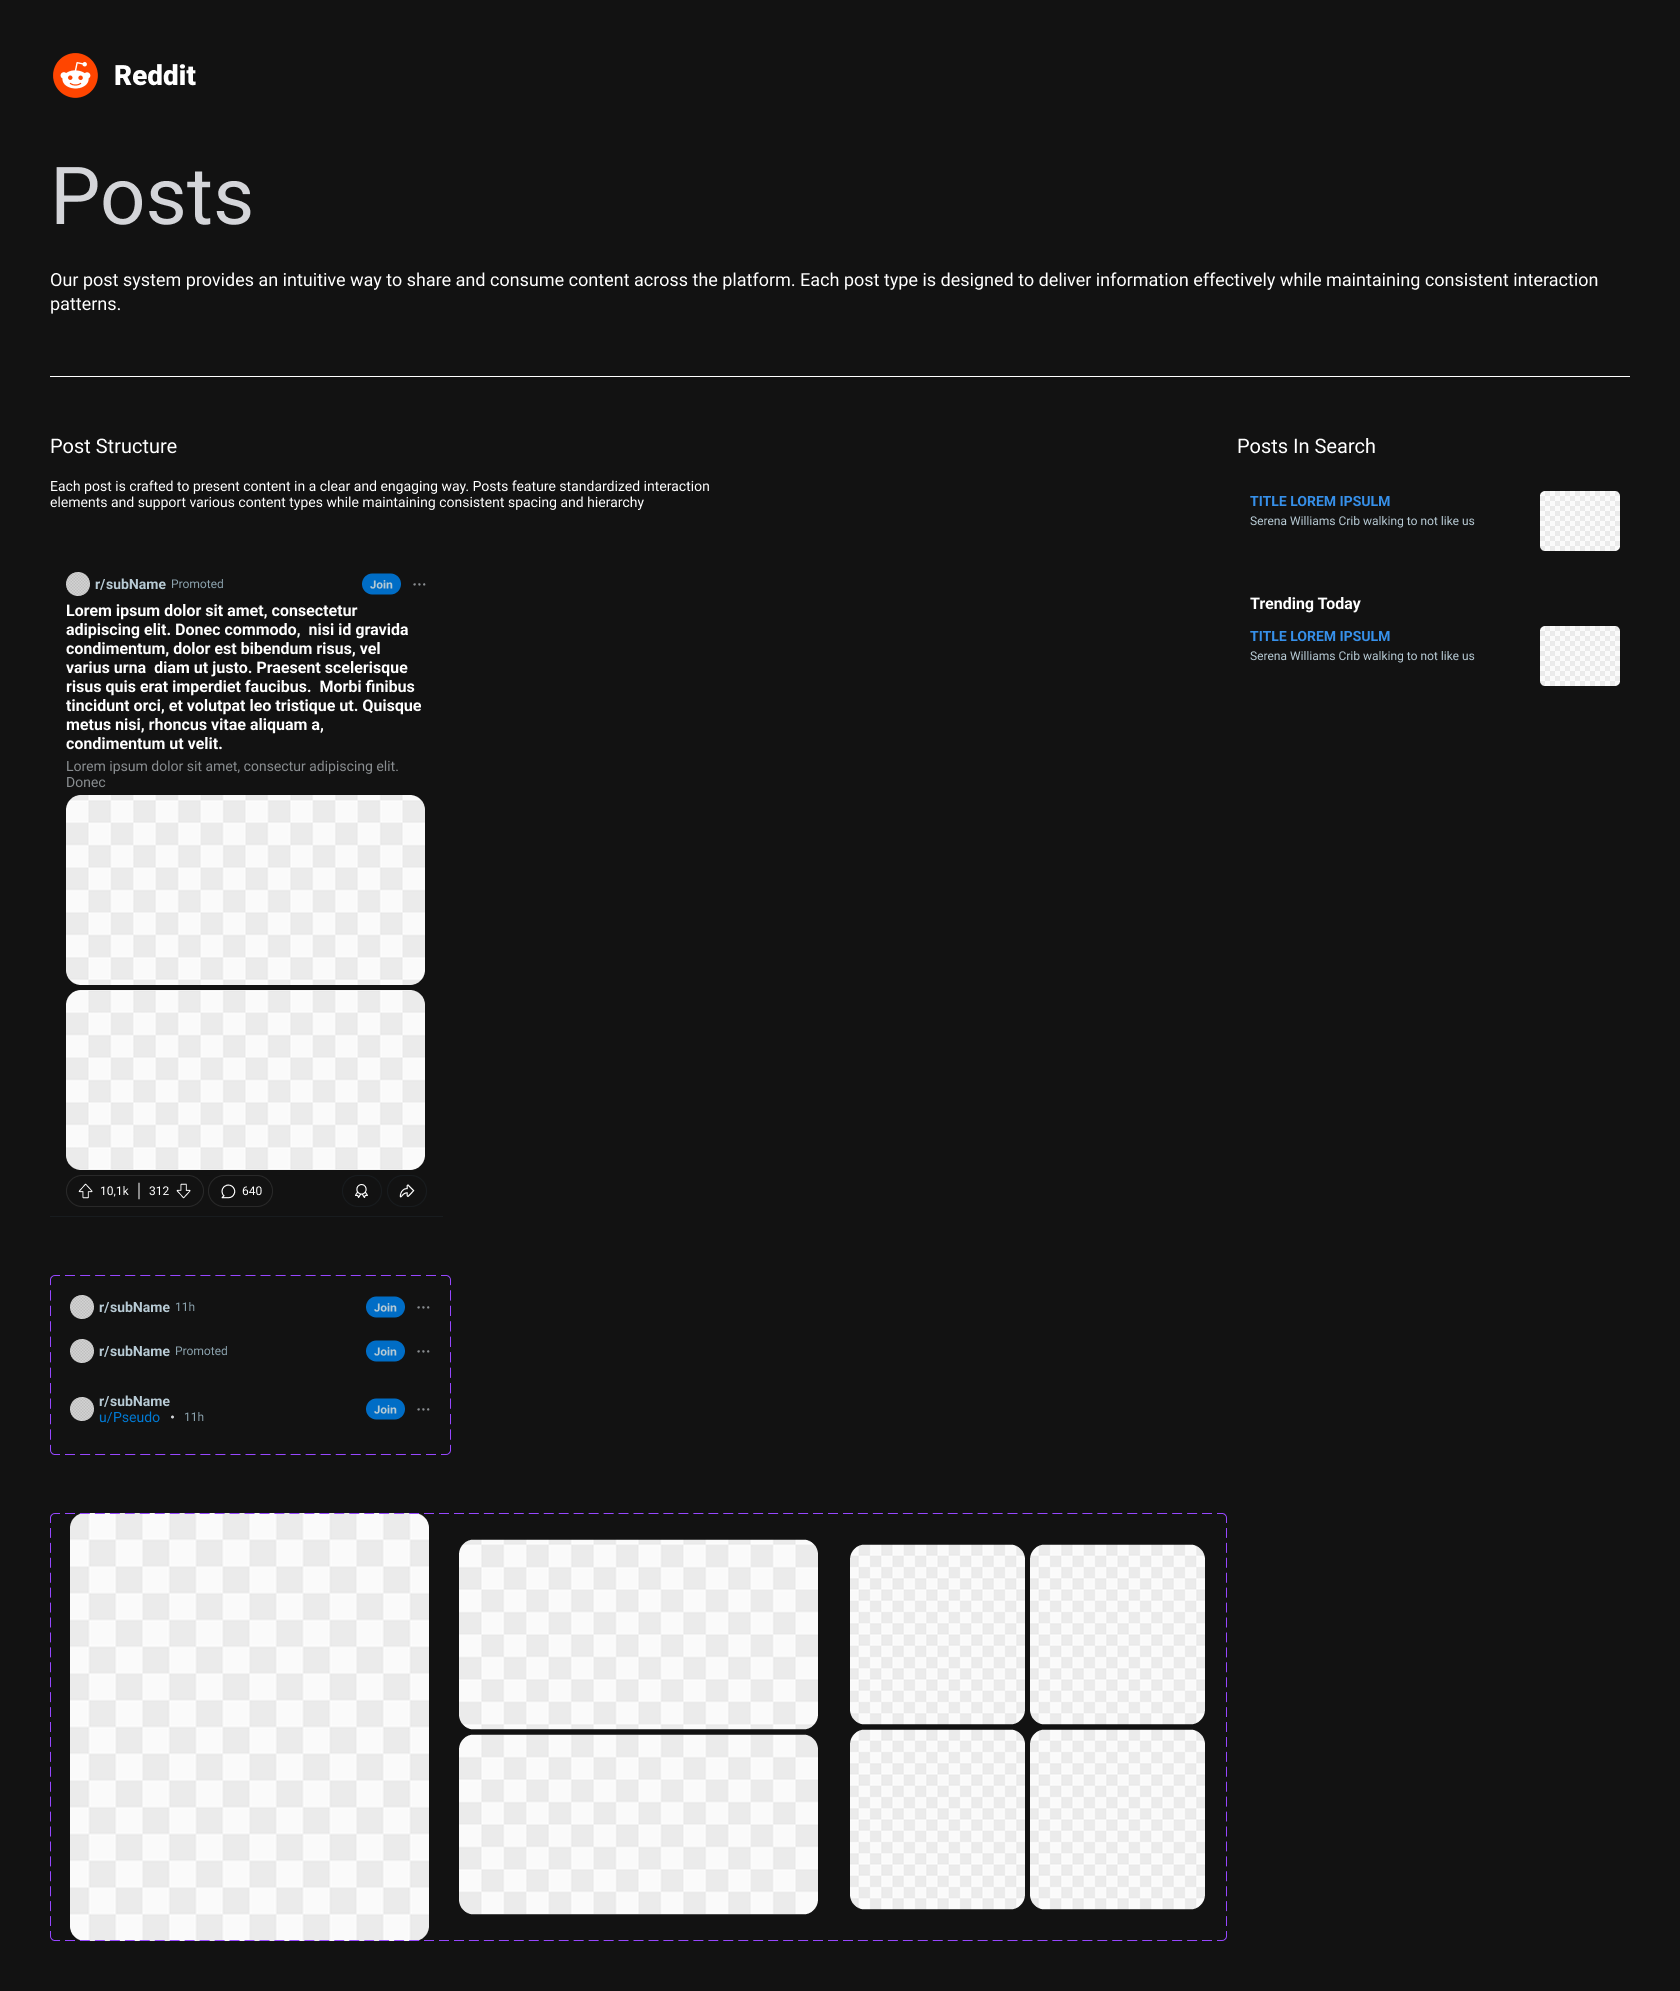 Reddit
Posts
Our post system provides an intuitive way to share and consume content across the platform. Each post type is designed to deliver information effectively while maintaining consistent interaction
patterns.
Post Structure
Each post is crafted to present content in a clear and engaging way. Posts feature standardized interaction
elements and support various content types while maintaining consistent spacing and hierarchy
r/subName Promoted Join
Lorem ipsum dolor sit amet, consectetur
adipiscing elit. Donec commodo, nisi id gravida
condimentum, dolor est bibendum risus, vel
varius urna diam ut justo. Praesent scelerisque
risus quis erat imperdiet faucibus. Morbi finibus
tincidunt orci, et volutpat leo tristique ut. Quisque
metus nisi, rhoncus vitae aliquam a,
condimentum ut velit.
Lorem ipsum dolor sit amet, consectur adipiscing elit.
Donec
10,1k | 312 640
r/subName 11h Join
r/subName Promoted Join
r/subName
u/Pseudo • 11h Join
Posts In Search
TITLE LOREM IPSULM
Serena Williams Crib walking to not like us
Trending Today
TITLE LOREM IPSULM
Serena Williams Crib walking to not like us